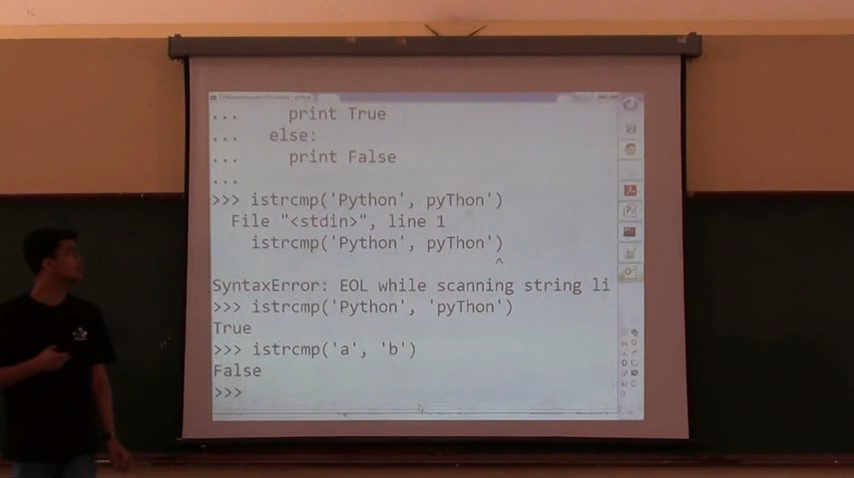 ... print True
... else:
... print False
...
>>> istrcmp('Python', pyThon')
File "<stdin>", line 1
istrcmp('Python', pyThon')
^
SyntaxError: EOL while scanning string li
>>> istrcmp('Python', 'pyThon')
True
>>> istrcmp('a', 'b')
False
>>>